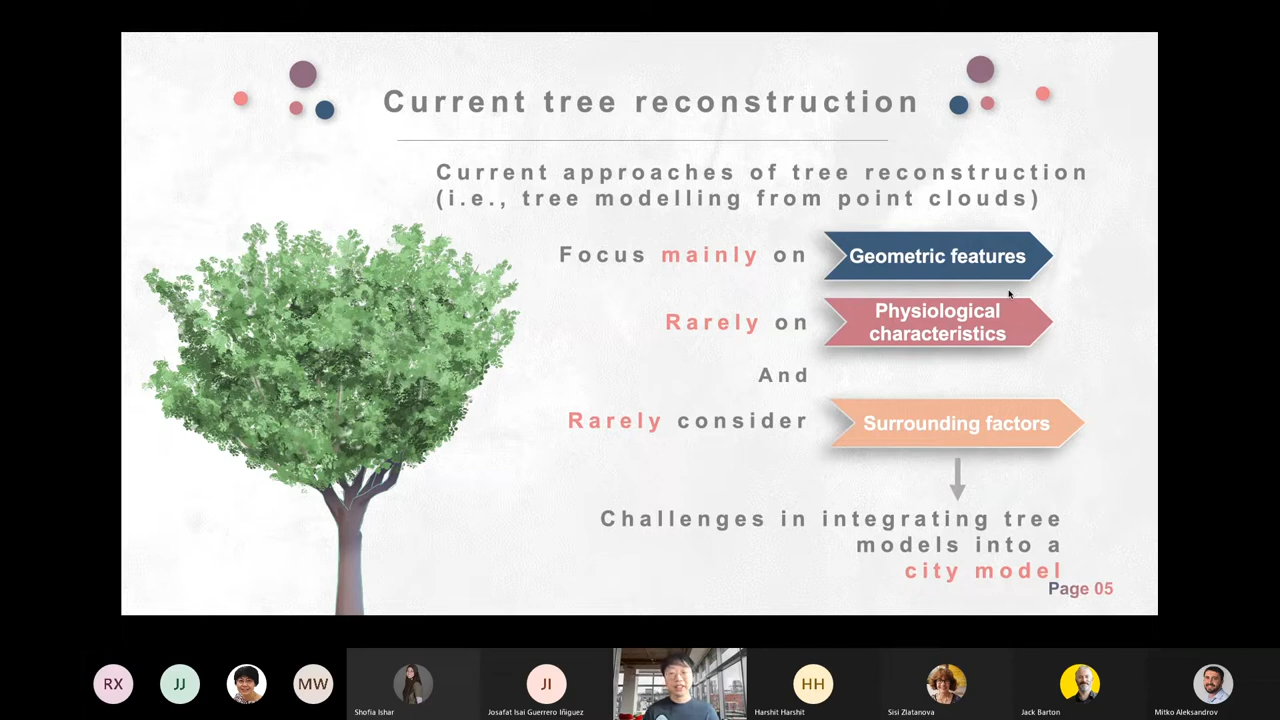 Current tree reconstruction
Current approaches of tree reconstruction
(i.e., tree modelling from point clouds)
Focus mainly on
Geometric features
Rarely on
Physiological
characteristics
And
Rarely consider
Surrounding factors
Challenges in integrating tree
models into a
city model
Page 05
RX
JJ
MW
JI
HH
Shofia Ishar
Josafat Isai Guerrero Iñiguez
Harshit Harshit
Sisi Zlatanova
Jack Barton
Mitko Aleksandrov